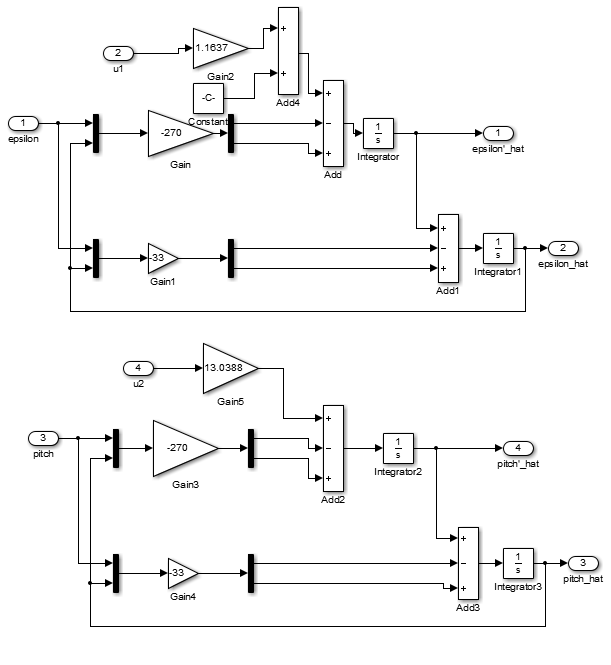 2
u1
1.1637
Gain2
+
+
Add4
-C-
Constant
1
epsilon
-270
Gain
+
−
+
Add
1
s
Integrator
1
epsilon'_hat
-33
Gain1
+
−
+
Add1
1
s
Integrator1
2
epsilon_hat
4
u2
13.0388
Gain5
3
pitch
-270
Gain3
+
−
+
Add2
1
s
Integrator2
4
pitch'_hat
-33
Gain4
+
−
+
Add3
1
s
Integrator3
3
pitch_hat